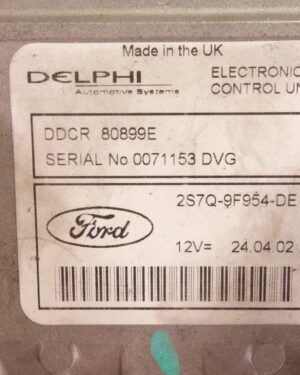 Made in the UK
DELPHI
Automotive Systems
ELECTRONIC
CONTROL UN
DDCR 80899E
SERIAL No 0071153 DVG
2S7Q-9F954-DE
Ford
12V= 24.04.02